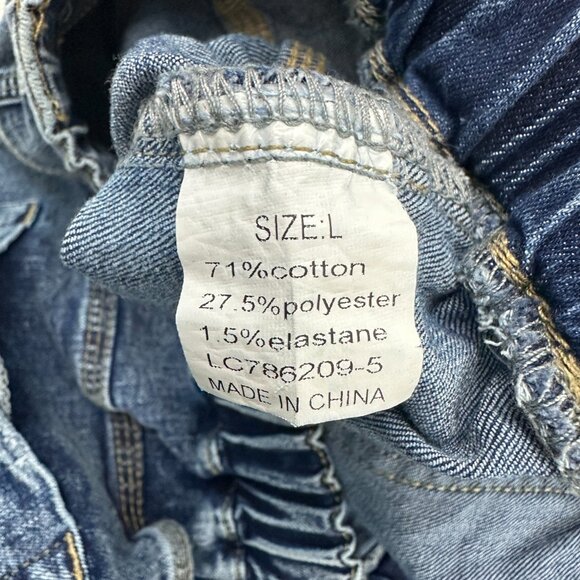 SIZE:L
71%cotton
27.5%polyester
1.5%elastane
LC786209-5
MADE IN CHINA